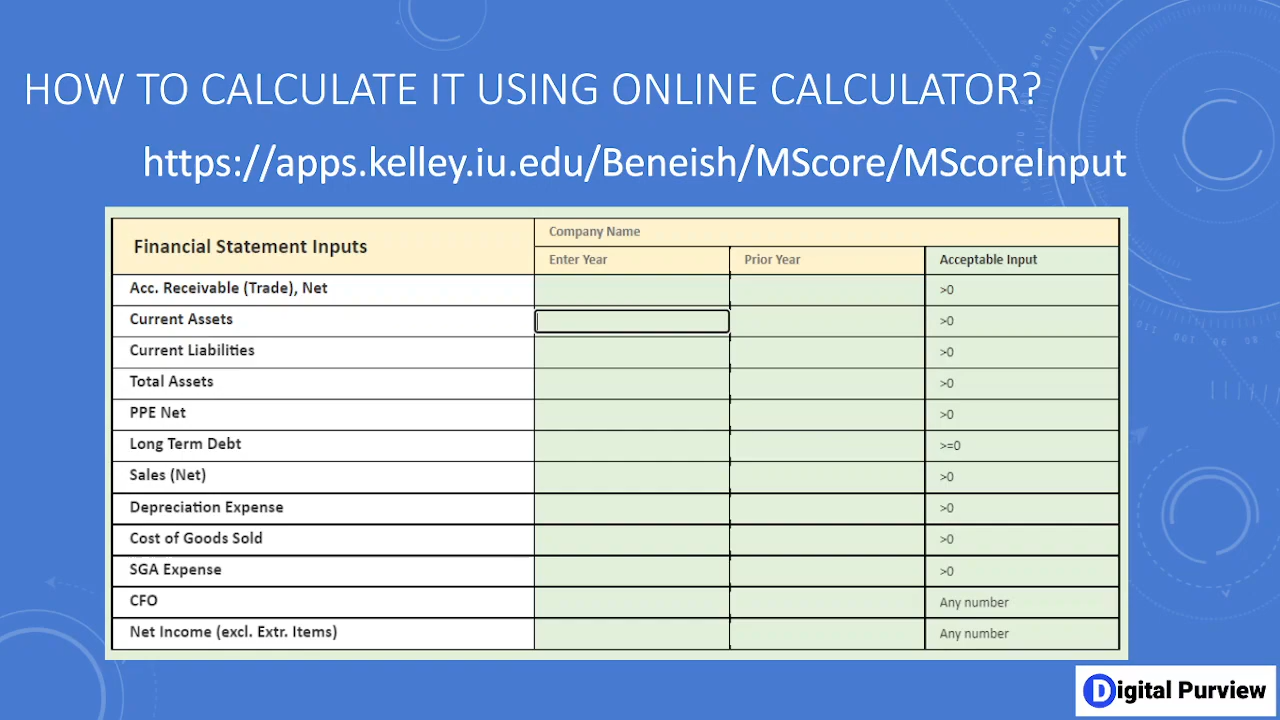 HOW TO CALCULATE IT USING ONLINE CALCULATOR?
https://apps.kelley.iu.edu/Beneish/MScore/MScoreInput
Financial Statement Inputs
Company Name
Enter Year Prior Year Acceptable Input
Acc. Receivable (Trade), Net >0
Current Assets >0
Current Liabilities >0
Total Assets >0
PPE Net >0
Long Term Debt >=0
Sales (Net) >0
Depreciation Expense >0
Cost of Goods Sold >0
SGA Expense >0
CFO Any number
Net Income (excl. Extr. Items) Any number
Digital Purview